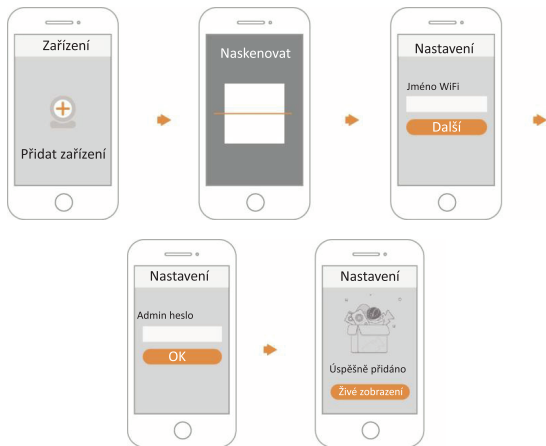 Zařízení
Přidat zařízení
Naskenovat
Nastavení
Jméno WiFi
Další
Nastavení
Admin heslo
OK
Nastavení
Úspěšně přidáno
Živé zobrazení